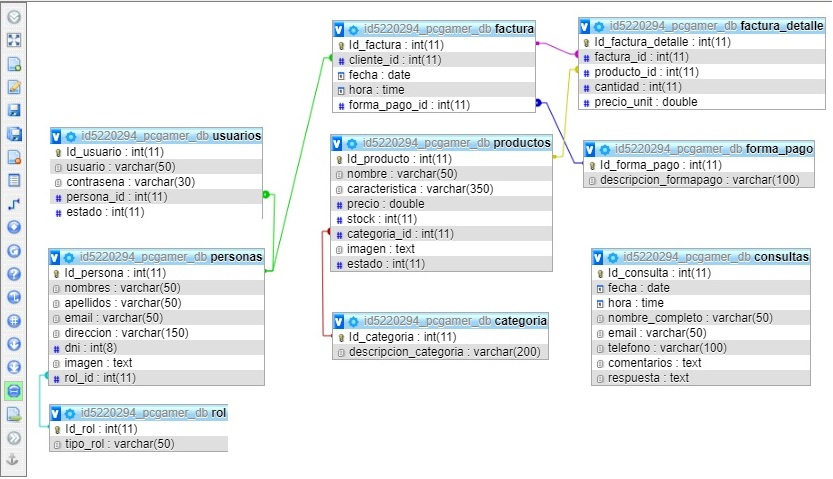 id5220294_pcgamer_db factura
Id_factura : int(11)
cliente_id : int(11)
fecha : date
hora : time
forma_pago_id : int(11)
id5220294_pcgamer_db factura_detalle
Id_factura_detalle : int(11)
factura_id : int(11)
producto_id : int(11)
cantidad : int(11)
precio_unit : double
id5220294_pcgamer_db usuarios
Id_usuario : int(11)
usuario : varchar(50)
contrasena : varchar(30)
persona_id : int(11)
estado : int(11)
id5220294_pcgamer_db productos
Id_producto : int(11)
nombre : varchar(50)
caracteristica : varchar(350)
precio : double
stock : int(11)
categoria_id : int(11)
imagen : text
estado : int(11)
id5220294_pcgamer_db forma_pago
Id_forma_pago : int(11)
descripcion_formapago : varchar(100)
id5220294_pcgamer_db personas
Id_persona : int(11)
nombres : varchar(50)
apellidos : varchar(50)
email : varchar(50)
direccion : varchar(150)
dni : int(8)
imagen : text
rol_id : int(11)
id5220294_pcgamer_db categoria
Id_categoria : int(11)
descripcion_categoria : varchar(200)
id5220294_pcgamer_db consultas
Id_consulta : int(11)
fecha : date
hora : time
nombre_completo : varchar(50)
email : varchar(50)
telefono : varchar(100)
comentarios : text
respuesta : text
id5220294_pcgamer_db rol
Id_rol : int(11)
tipo_rol : varchar(50)